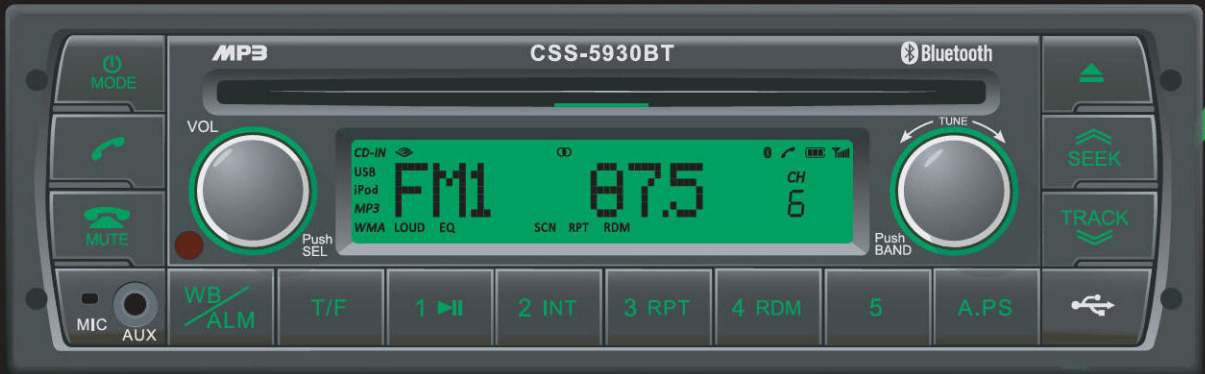 MP3
CSS-5930BT
Bluetooth
MODE
VOL
TUNE
SEEK
CD-IN
USB
iPod
MP3
WMA LOUD EQ SCN RPT RDM
FM1 87.5
CH
6
MUTE
Push
SEL
Push
BAND
TRACK
MIC
AUX
WB/ALM
T/F
1
2 INT
3 RPT
4 RDM
5
A.PS